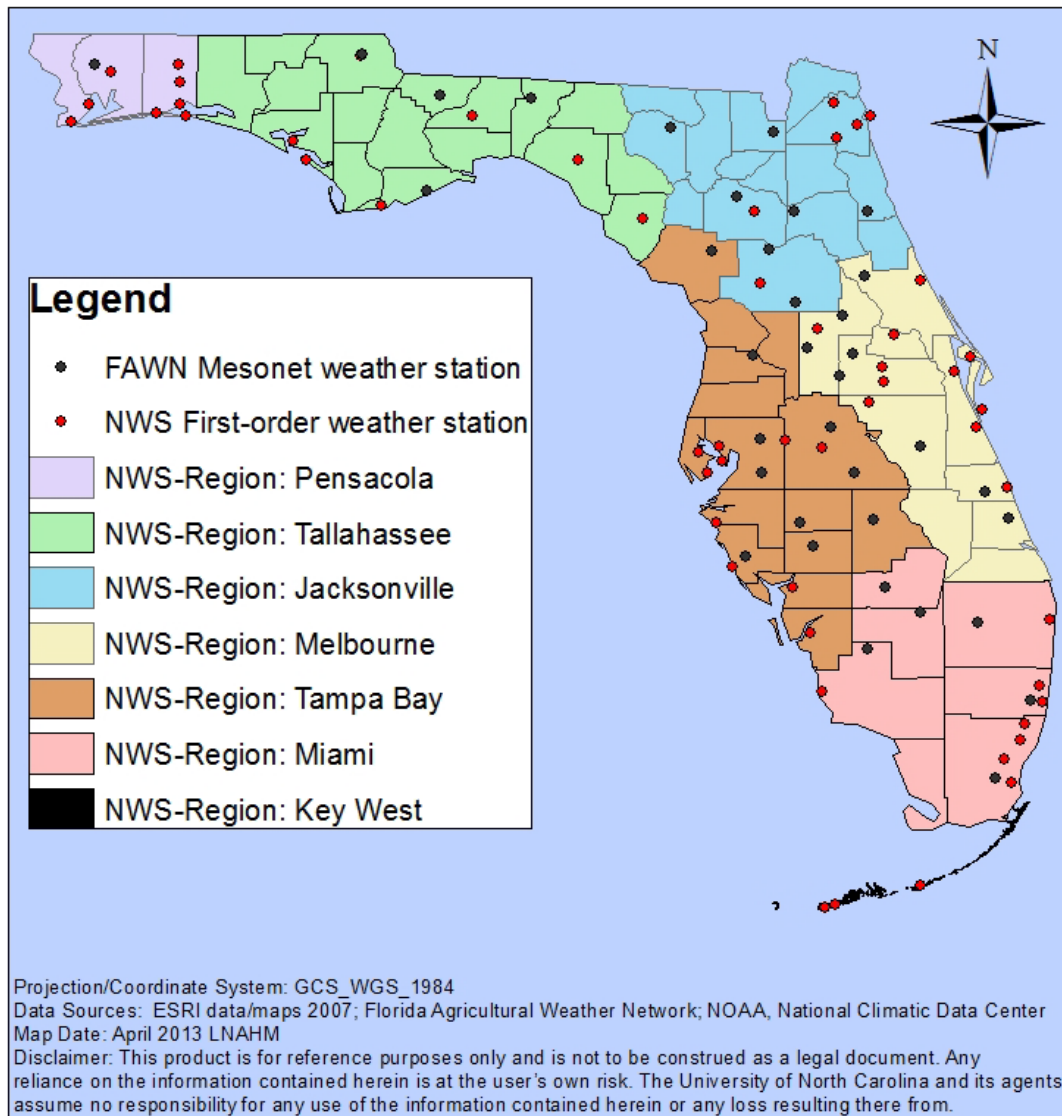 N
Legend
FAWN Mesonet weather station
NWS First-order weather station
NWS-Region: Pensacola
NWS-Region: Tallahassee
NWS-Region: Jacksonville
NWS-Region: Melbourne
NWS-Region: Tampa Bay
NWS-Region: Miami
NWS-Region: Key West
Projection/Coordinate System: GCS_WGS_1984
Data Sources: ESRI data/maps 2007; Florida Agricultural Weather Network; NOAA, National Climatic Data Center
Map Date: April 2013 LNAHM
Disclaimer: This product is for reference purposes only and is not to be construed as a legal document. Any
reliance on the information contained herein is at the user's own risk. The University of North Carolina and its agents
assume no responsibility for any use of the information contained herein or any loss resulting there from.